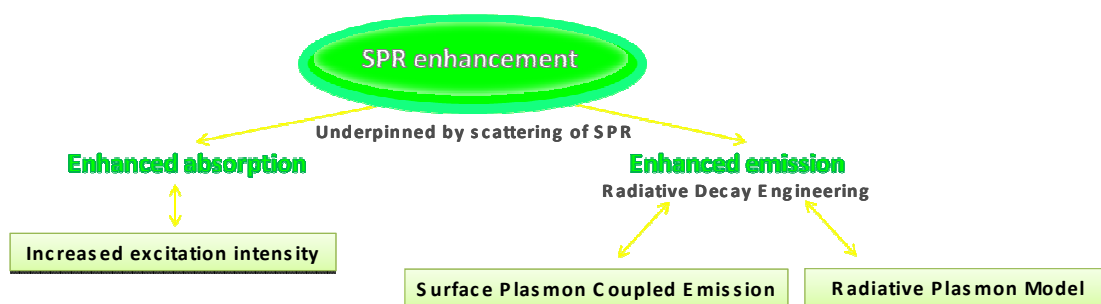 SPR enhancement
Underpinned by scattering of SPR
Enhanced absorption
Enhanced emission
Radiative Decay Engineering
Increased excitation intensity
Surface Plasmon Coupled Emission
Radiative Plasmon Model